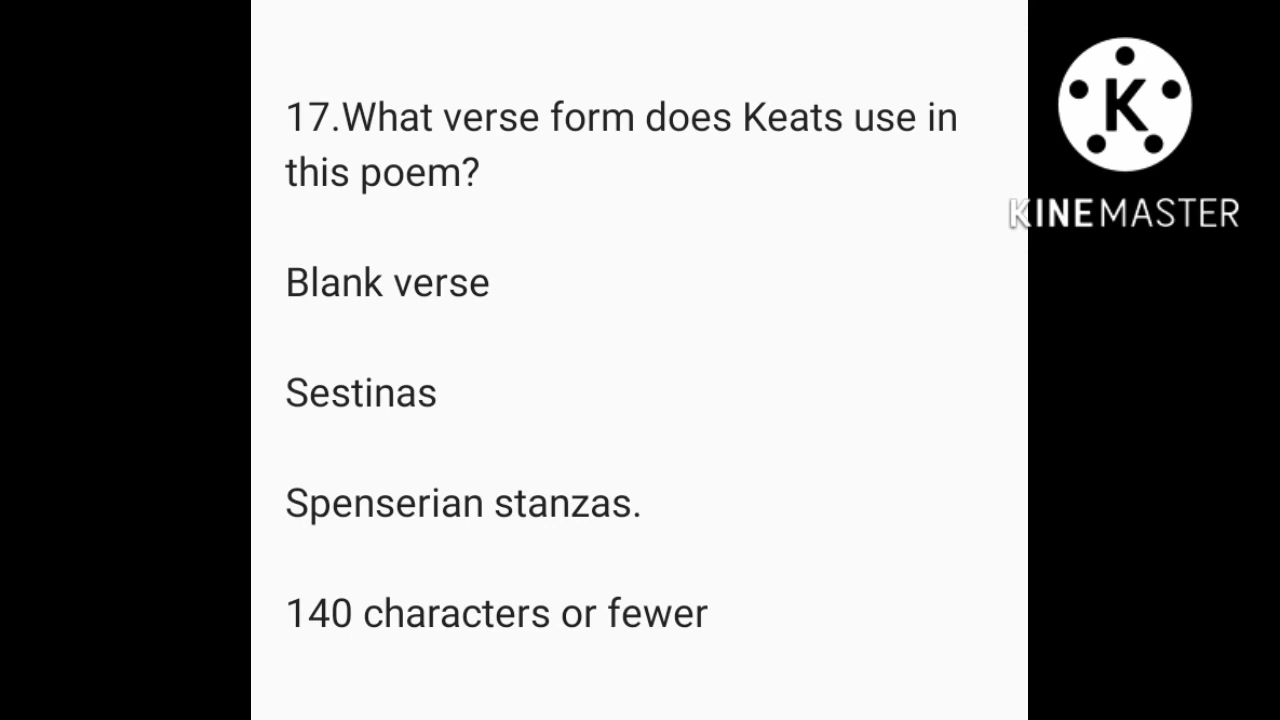 17.What verse form does Keats use in
this poem?
Blank verse
Sestinas
Spenserian stanzas.
140 characters or fewer
K
KINEMASTER